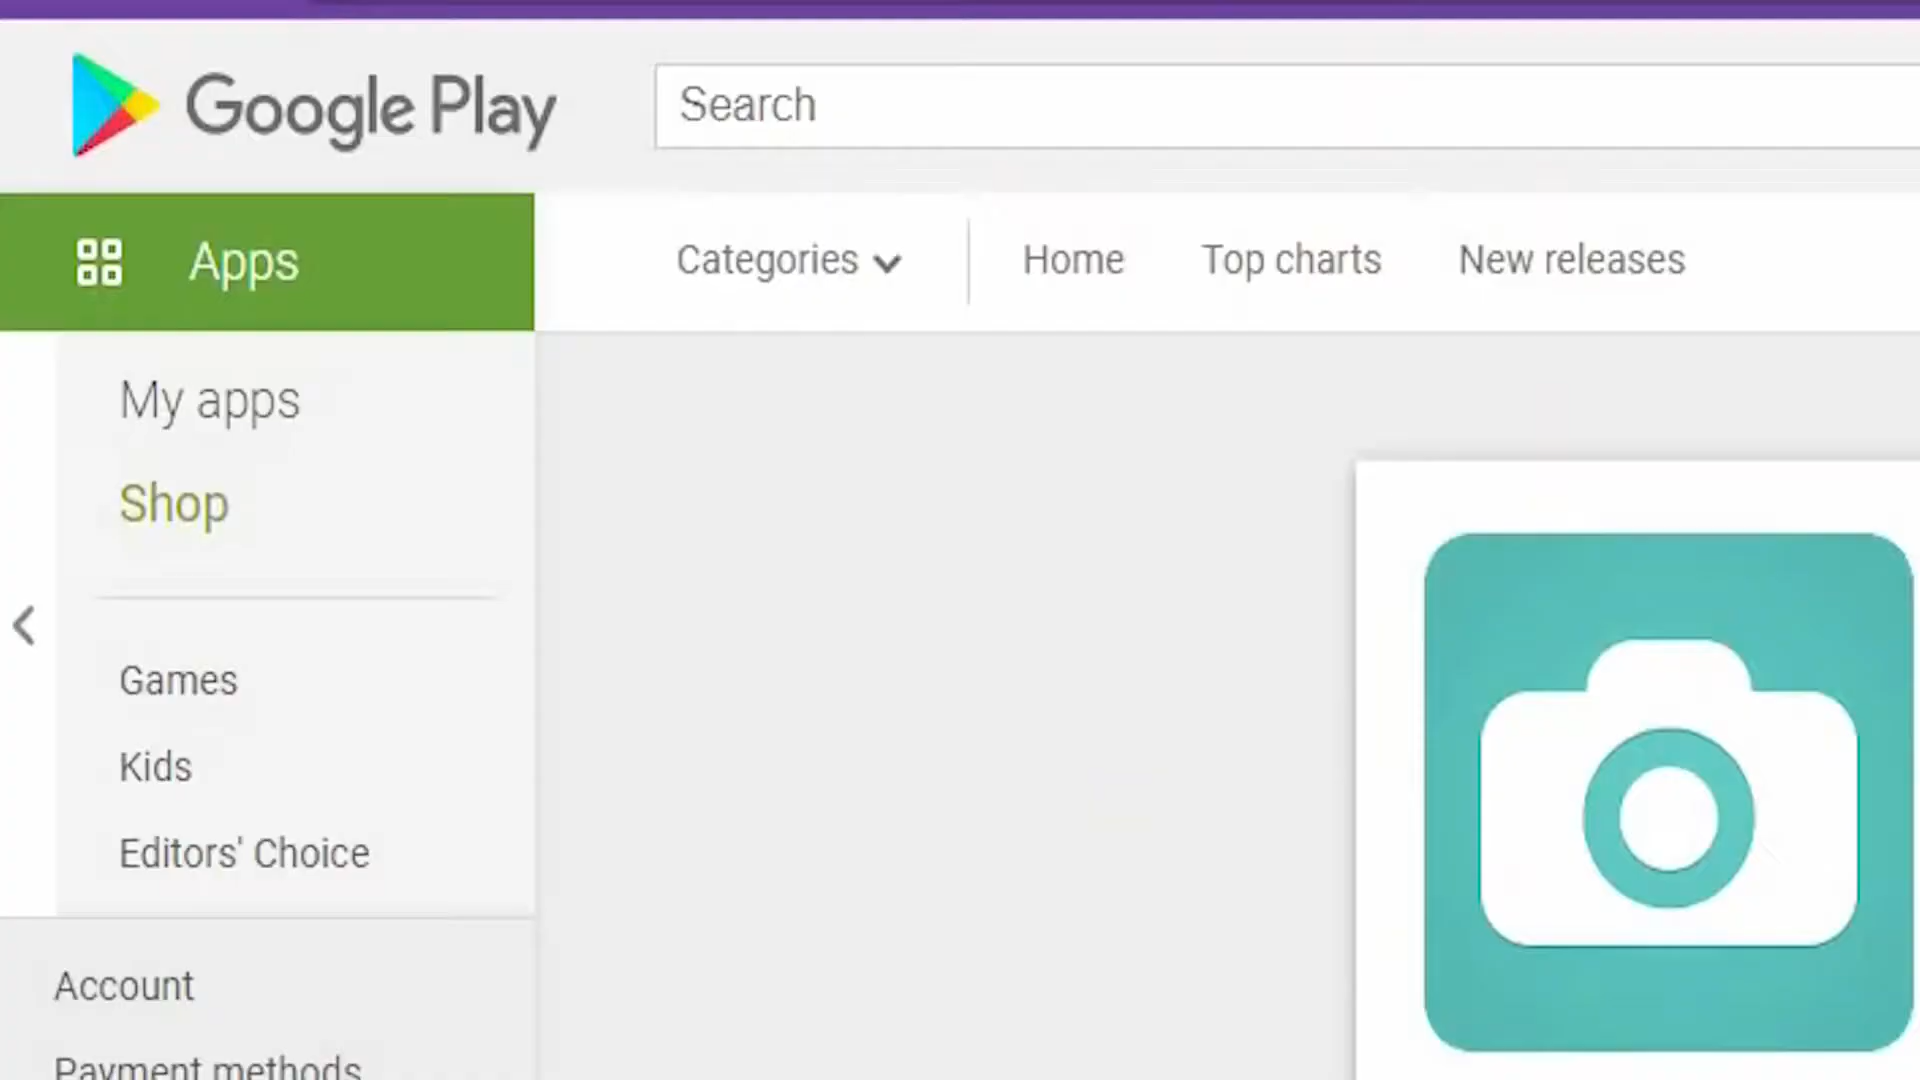 Google Play
Search
Apps
Categories
Home
Top charts
New releases
My apps
Shop
Games
Kids
Editors' Choice
Account
Payment methods